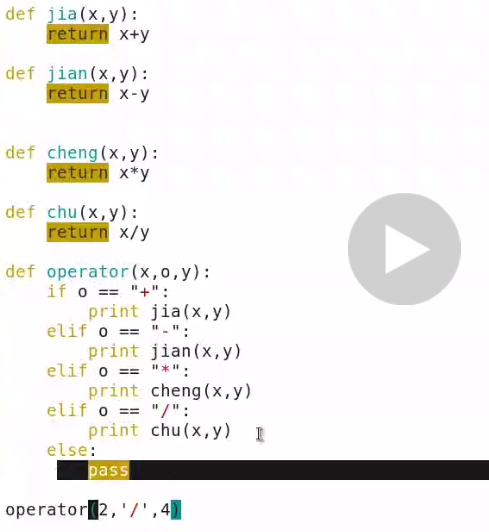 def jia(x,y):
    return x+y
def jian(x,y):
    return x-y
def cheng(x,y):
    return x*y
def chu(x,y):
    return x/y
def operator(x,o,y):
    if o == "+":
        print jia(x,y)
    elif o == "-":
        print jian(x,y)
    elif o == "*":
        print cheng(x,y)
    elif o == "/":
        print chu(x,y)
    else:
        pass
operator(2,'/',4)